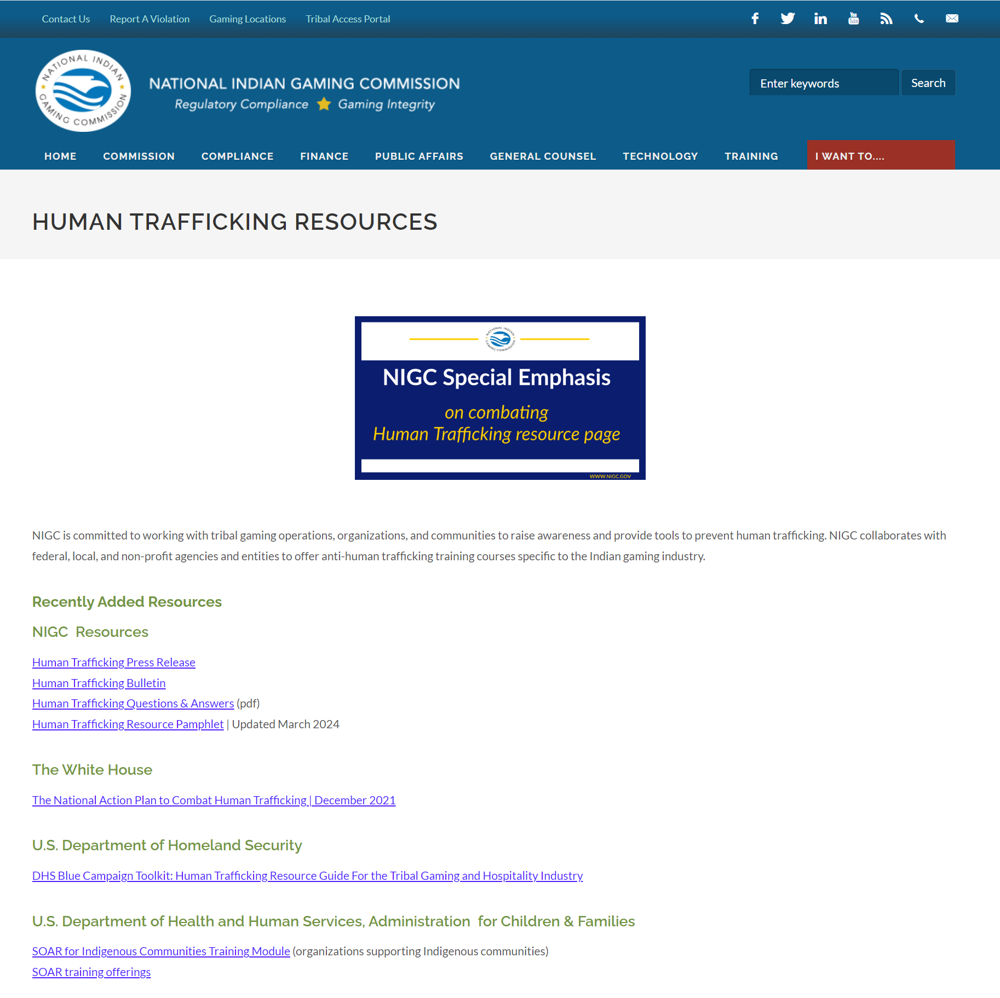 Contact Us Report A Violation Gaming Locations Tribal Access Portal
You Tube
NATIONAL INDIAN GAMING COMMISSION
NATIONAL INDIAN GAMING COMMISSION
Regulatory Compliance Gaming Integrity
Enter keywords Search
HOME COMMISSION COMPLIANCE FINANCE PUBLIC AFFAIRS GENERAL COUNSEL TECHNOLOGY TRAINING I WANT TO....
HUMAN TRAFFICKING RESOURCES
NATIONAL INDIAN GAMING COMMISSION
NIGC Special Emphasis
on combating
Human Trafficking resource page
WWW.NIGC.GOV
NIGC is committed to working with tribal gaming operations, organizations, and communities to raise awareness and provide tools to prevent human trafficking. NIGC collaborates with
federal, local, and non-profit agencies and entities to offer anti-human trafficking training courses specific to the Indian gaming industry.
Recently Added Resources
NIGC Resources
Human Trafficking Press Release
Human Trafficking Bulletin
Human Trafficking Questions & Answers (pdf)
Human Trafficking Resource Pamphlet | Updated March 2024
The White House
The National Action Plan to Combat Human Trafficking | December 2021
U.S. Department of Homeland Security
DHS Blue Campaign Toolkit: Human Trafficking Resource Guide For the Tribal Gaming and Hospitality Industry
U.S. Department of Health and Human Services, Administration for Children & Families
SOAR for Indigenous Communities Training Module (organizations supporting Indigenous communities)
SOAR training offerings